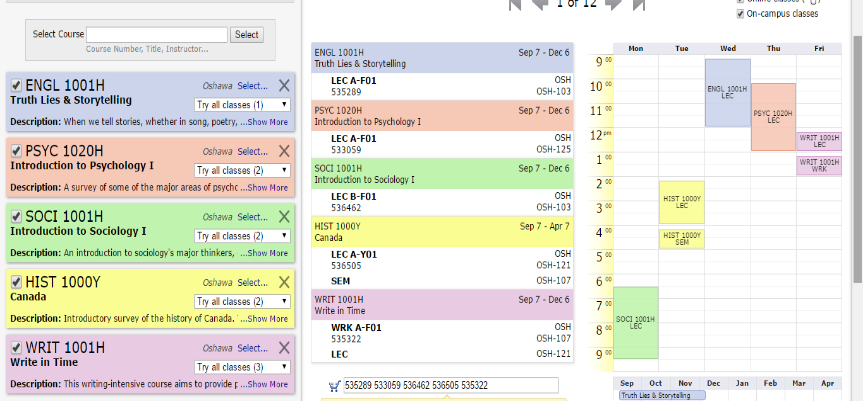 1 of 12
On-campus classes
Select Course
Select
Course Number, Title, Instructor...
ENGL 1001H
Oshawa Select...
Truth Lies & Storytelling
Try all classes (1)
Description: When we tell stories, whether in song, poetry, ...Show More
PSYC 1020H
Oshawa Select...
Introduction to Psychology I
Try all classes (2)
Description: A survey of some of the major areas of psychc ...Show More
SOCI 1001H
Oshawa Select...
Introduction to Sociology I
Try all classes (2)
Description: An introduction to sociology's major thinkers, ...Show More
HIST 1000Y
Oshawa Select...
Canada
Try all classes (2)
Description: Introductory survey of the history of Canada. ...Show More
WRIT 1001H
Oshawa Select...
Write in Time
Try all classes (3)
Description: This writing-intensive course aims to provide p ...Show More
ENGL 1001H Sep 7 - Dec 6
Truth Lies & Storytelling
LEC A-F01 OSH
535289 OSH-103
PSYC 1020H Sep 7 - Dec 6
Introduction to Psychology I
LEC A-F01 OSH
533059 OSH-125
SOCI 1001H Sep 7 - Dec 6
Introduction to Sociology I
LEC B-F01 OSH
536462 OSH-103
HIST 1000Y Sep 7 - Apr 7
Canada
LEC A-Y01 OSH
536505 OSH-121
SEM OSH-107
WRIT 1001H Sep 7 - Dec 6
Write in Time
WRK A-F01 OSH
535322 OSH-107
LEC OSH-121
535289 533059 536462 536505 535322
Mon Tue Wed Thu Fri
9 00
10 00
11 00
12 pm
1 00
2 00
3 00
4 00
5 00
6 00
7 00
8 00
9 00
ENGL 1001H
LEC
PSYC 1020H
LEC
WRIT 1001H
LEC
WRIT 1001H
WRK
HIST 1000Y
LEC
HIST 1000Y
SEM
SOCI 1001H
LEC
Sep Oct Nov Dec Jan Feb Mar Apr
Truth Lies & Storytelling